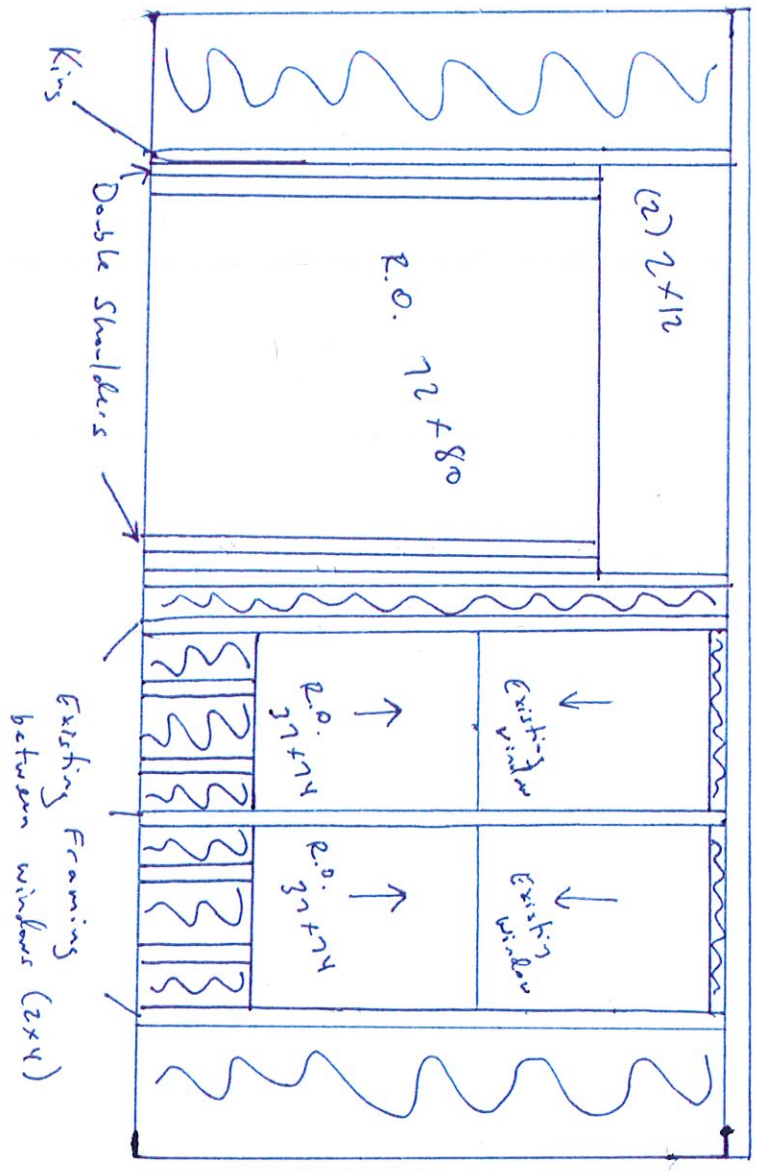 King
Double Shoulders
(2) 2x12
R.O. 72 x 80
Existing
window
R.O.
37 x 74
Existing
window
R.O.
37 x 74
Existing Framing
between windows (2x4)